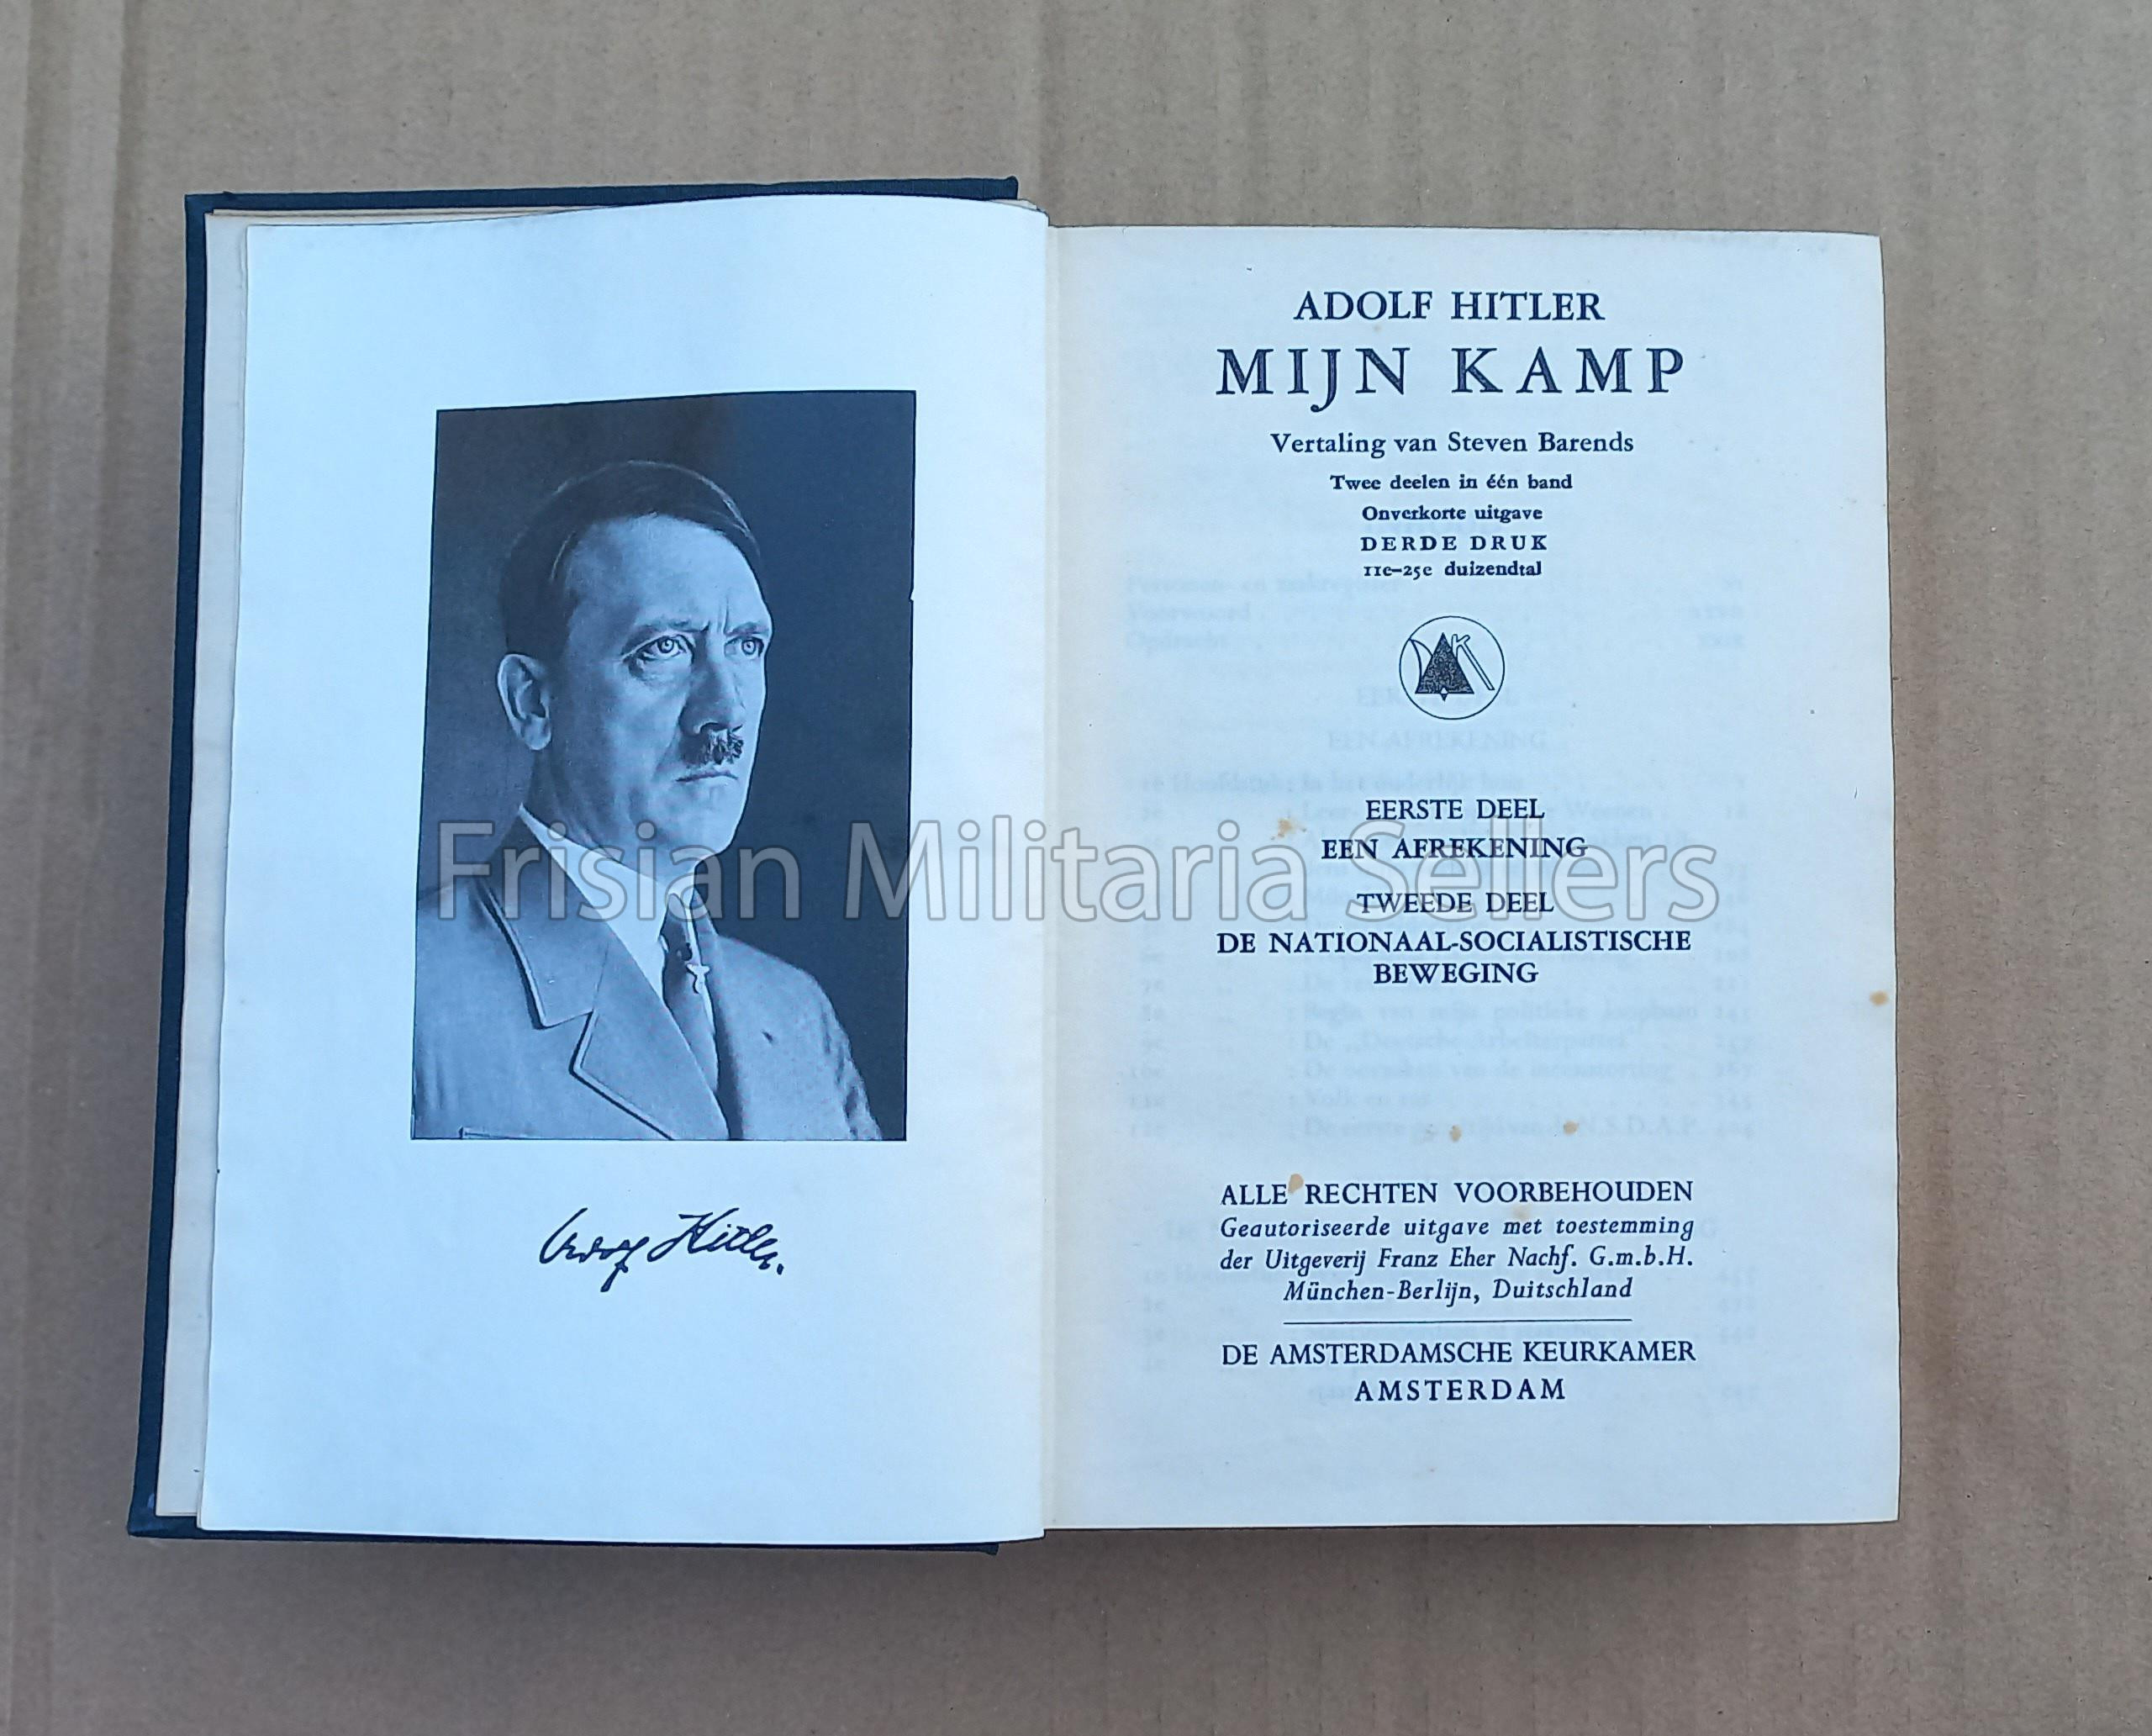 ADOLF HITLER
MIJN KAMP
Vertaling van Steven Barends
Twee deelen in één band
Onverkorte uitgave
DERDE DRUK
11e–25e duizendtal
EERSTE DEEL
EEN AFREKENING
TWEEDE DEEL
DE NATIONAAL-SOCIALISTISCHE
BEWEGING
ALLE RECHTEN VOORBEHOUDEN
Geautoriseerde uitgave met toestemming
der Uitgeverij Franz Eher Nachf. G.m.b.H.
München-Berlijn, Duitschland
DE AMSTERDAMSCHE KEURKAMER
AMSTERDAM
Adolf Hitler.
Frisian Militaria Sellers